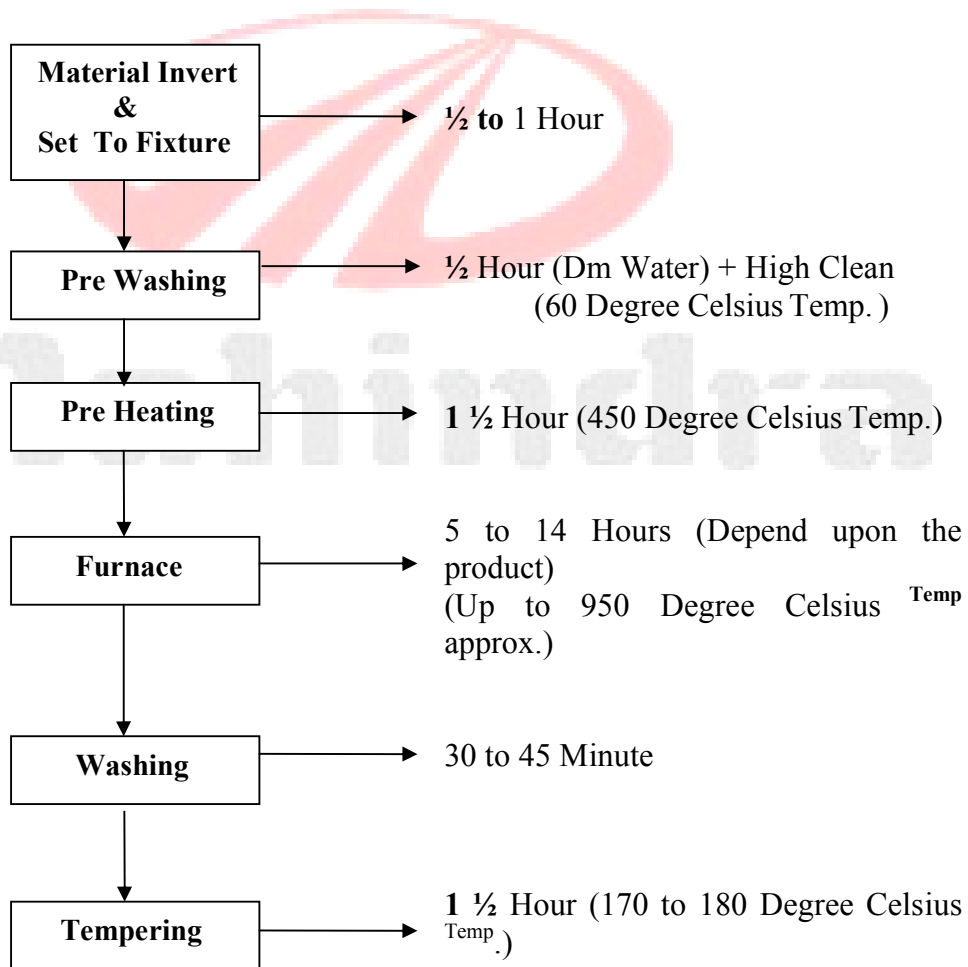 Material Invert
&
Set To Fixture
½ to 1 Hour
Pre Washing
½ Hour (Dm Water) + High Clean
(60 Degree Celsius Temp. )
Pre Heating
1 ½ Hour (450 Degree Celsius Temp.)
ahindra
Furnace
5 to 14 Hours (Depend upon the
product)
(Up to 950 Degree Celsius Temp
approx.)
Washing
30 to 45 Minute
Tempering
1 ½ Hour (170 to 180 Degree Celsius
Temp.)